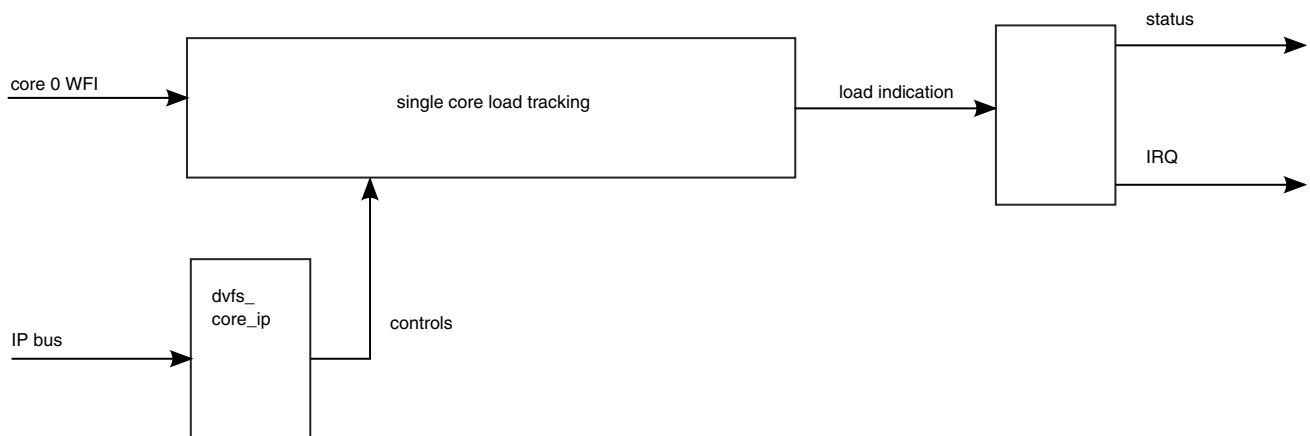 status
core 0 WFI
single core load tracking
load indication
IRQ
dvfs_
core_ip
controls
IP bus